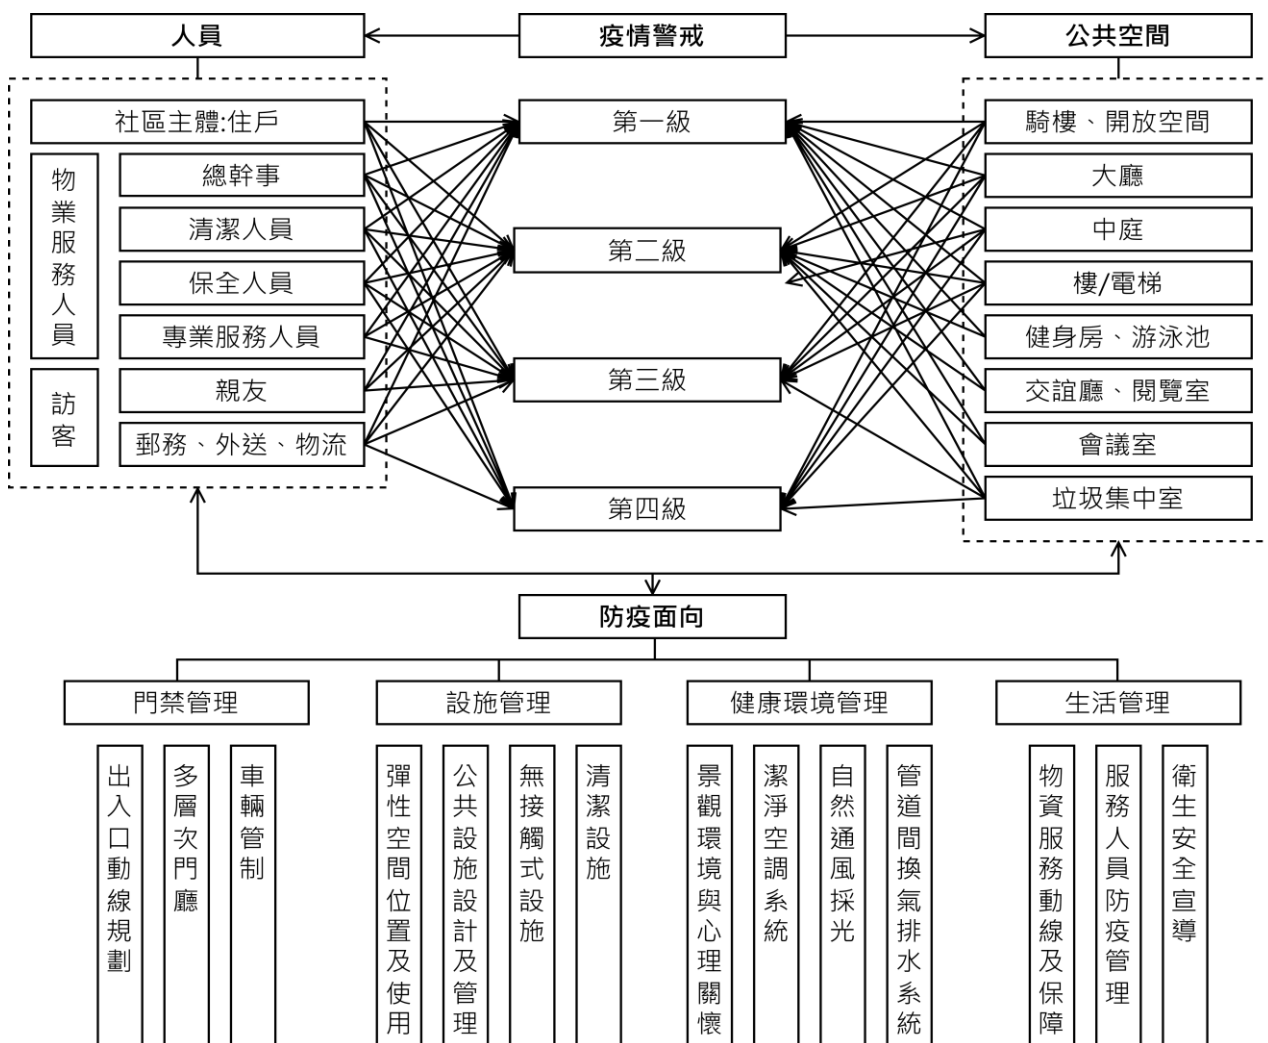 人員
疫情警戒
公共空間
社區主體:住戶
物業服務人員
總幹事
清潔人員
保全人員
專業服務人員
訪客
親友
郵務、外送、物流
第一級
第二級
第三級
第四級
騎樓、開放空間
大廳
中庭
樓/電梯
健身房、游泳池
交誼廳、閱覽室
會議室
垃圾集中室
防疫面向
門禁管理
出入口動線規劃
多層次門廳
車輛管制
設施管理
彈性空間位置及使用
公共設施設計及管理
無接觸式設施
清潔設施
健康環境管理
景觀環境與心理關懷
潔淨空調系統
自然通風採光
管道間換氣排水系統
生活管理
物資服務動線及保障
服務人員防疫管理
衛生安全宣導